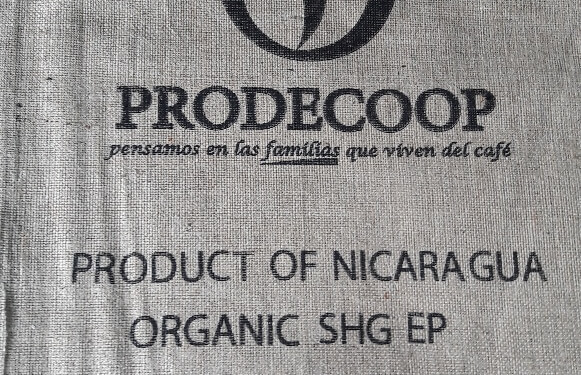 PRODECOOP
pensamos en las familias que viven del café
PRODUCT OF NICARAGUA
ORGANIC SHG EP